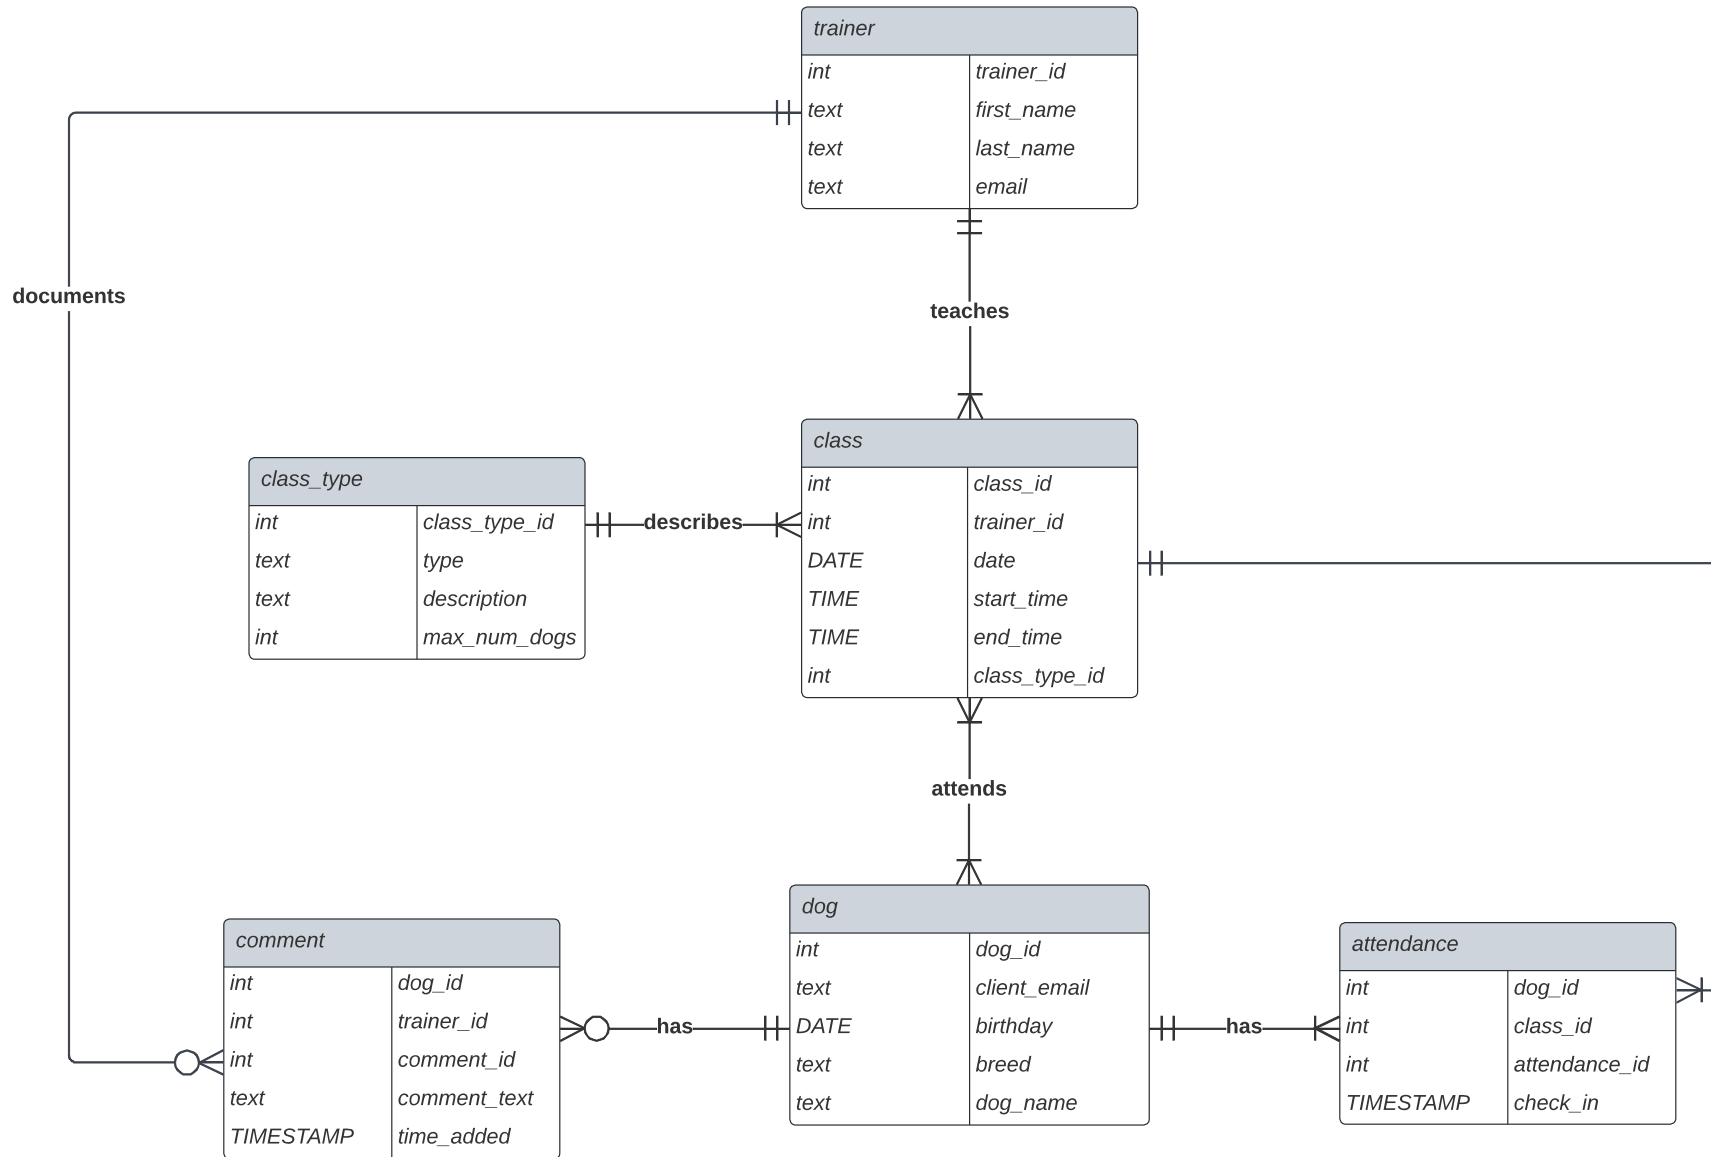 trainer
int trainer_id
text first_name
text last_name
text email
documents
teaches
class
int class_id
int trainer_id
DATE date
TIME start_time
TIME end_time
int class_type_id
class_type
int class_type_id
text type
text description
int max_num_dogs
describes
attends
dog
int dog_id
text client_email
DATE birthday
text breed
text dog_name
comment
int dog_id
int trainer_id
int comment_id
text comment_text
TIMESTAMP time_added
has
has
attendance
int dog_id
int class_id
int attendance_id
TIMESTAMP check_in